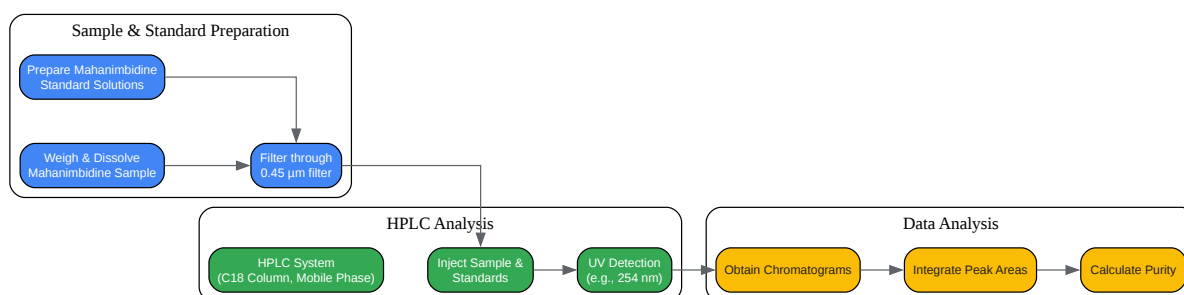 Sample & Standard Preparation
Prepare Mahanimbidine
Standard Solutions
Weigh & Dissolve
Mahanimbidine Sample
Filter through
0.45 µm filter
HPLC Analysis
HPLC System
(C18 Column, Mobile Phase)
Inject Sample &
Standards
UV Detection
(e.g., 254 nm)
Data Analysis
Obtain Chromatograms
Integrate Peak Areas
Calculate Purity